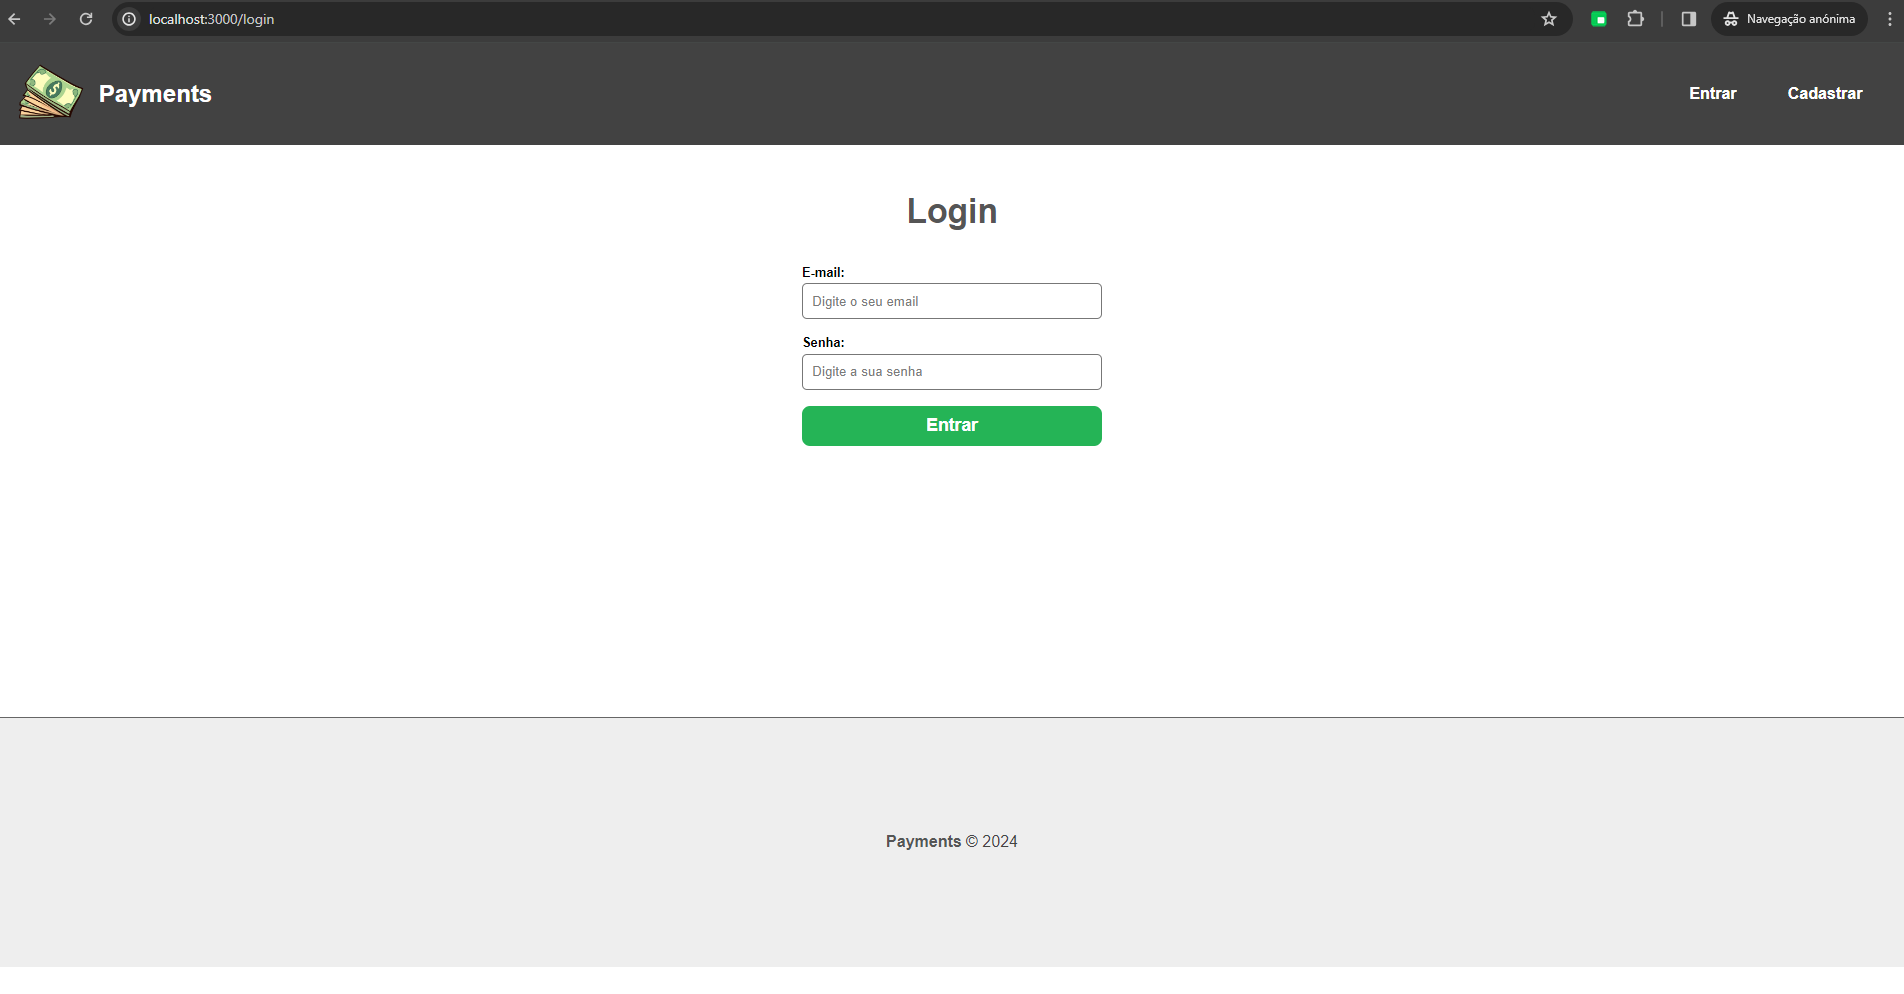 localhost:3000/login
Navegação anónima
Payments
Entrar
Cadastrar
Login
E-mail:
Digite o seu email
Senha:
Digite a sua senha
Entrar
Payments © 2024